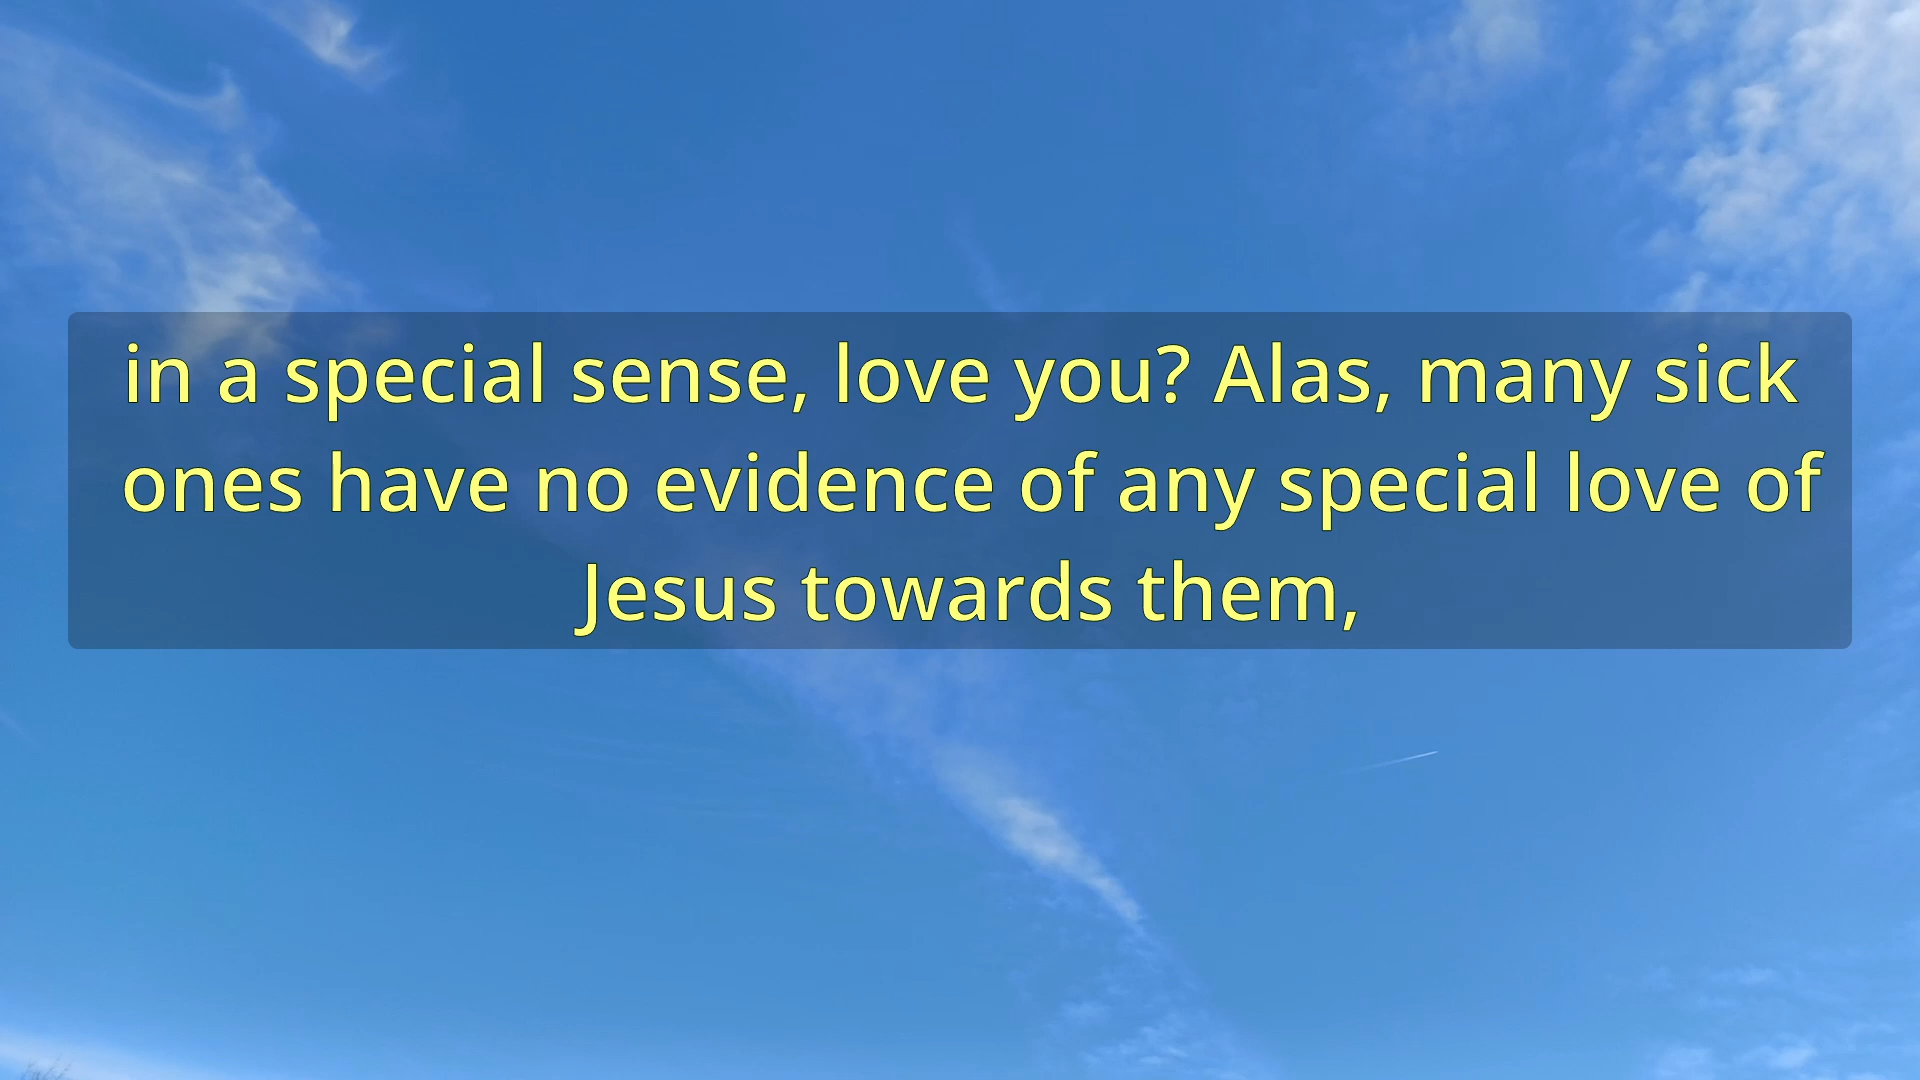 in a special sense, love you? Alas, many sick
ones have no evidence of any special love of
Jesus towards them,